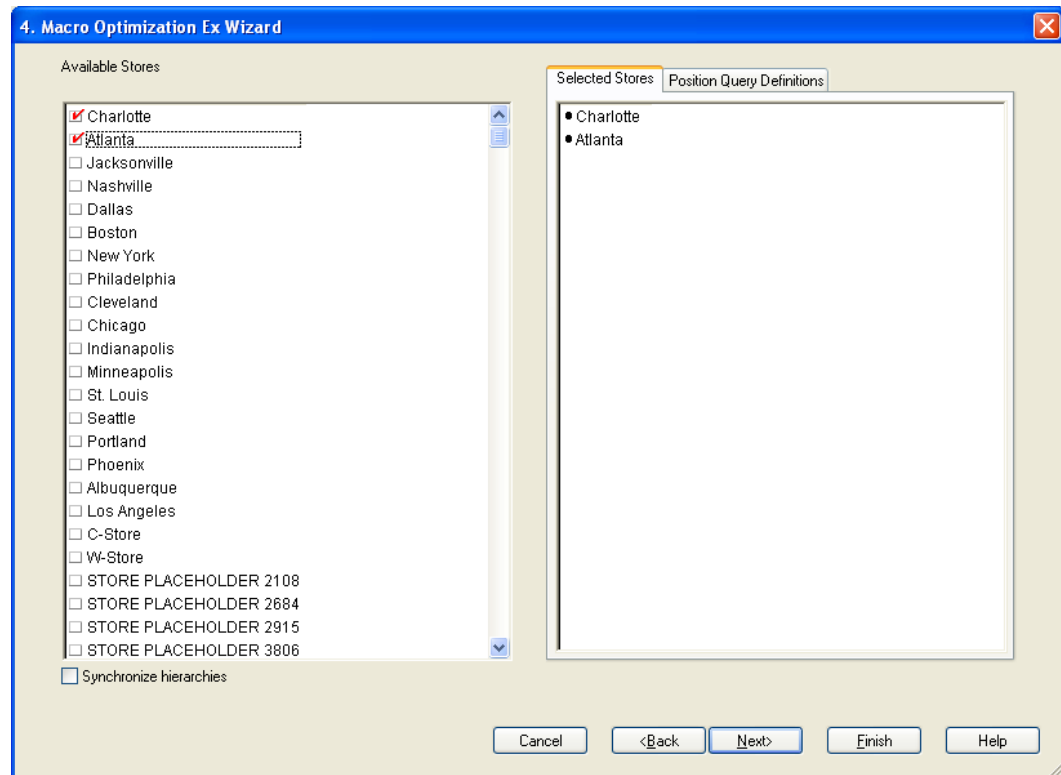 4. Macro Optimization Ex Wizard
Available Stores
Charlotte
Atlanta
Jacksonville
Nashville
Dallas
Boston
New York
Philadelphia
Cleveland
Chicago
Indianapolis
Minneapolis
St. Louis
Seattle
Portland
Phoenix
Albuquerque
Los Angeles
C-Store
W-Store
STORE PLACEHOLDER 2108
STORE PLACEHOLDER 2684
STORE PLACEHOLDER 2915
STORE PLACEHOLDER 3806
Synchronize hierarchies
Selected Stores Position Query Definitions
• Charlotte
• Atlanta
Cancel <Back Next> Finish Help